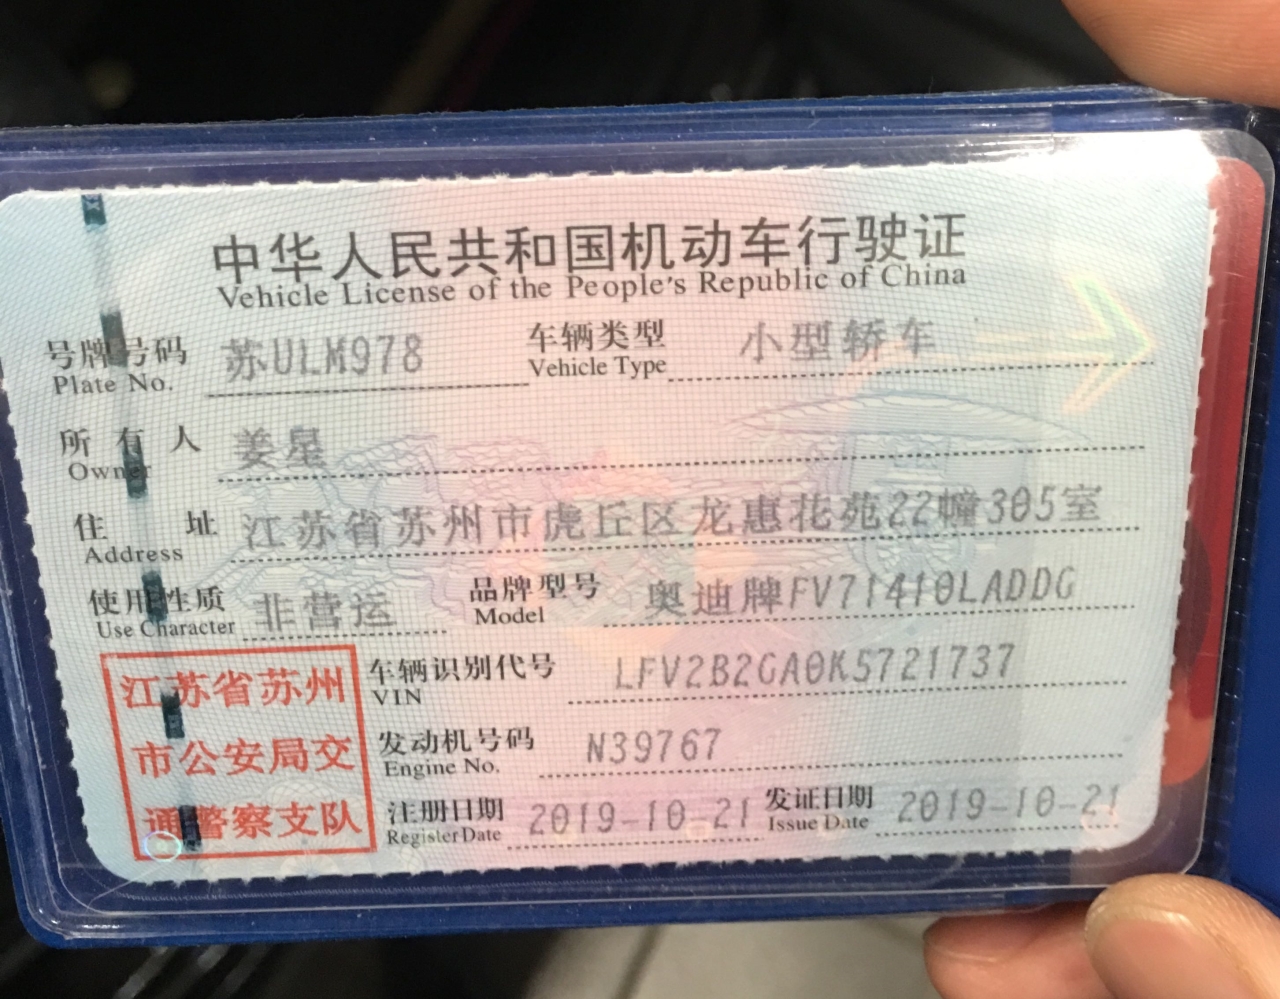 中华人民共和国机动车行驶证
Vehicle License of the People's Republic of China
号牌号码 苏ULM978 车辆类型 小型轿车
Plate No. Vehicle Type
所有人 姜星
Owner
住址 江苏省苏州市虎丘区龙惠花苑22幢305室
Address
使用性质 非营运 品牌型号 奥迪牌FV71410LADDG
Use Character Model
江苏省苏州
市公安局交
通警察支队
车辆识别代号 LFV2B2GA0K5721737
VIN
发动机号码 N39767
Engine No.
注册日期 2019-10-21 发证日期 2019-10-21
Register Date Issue Date